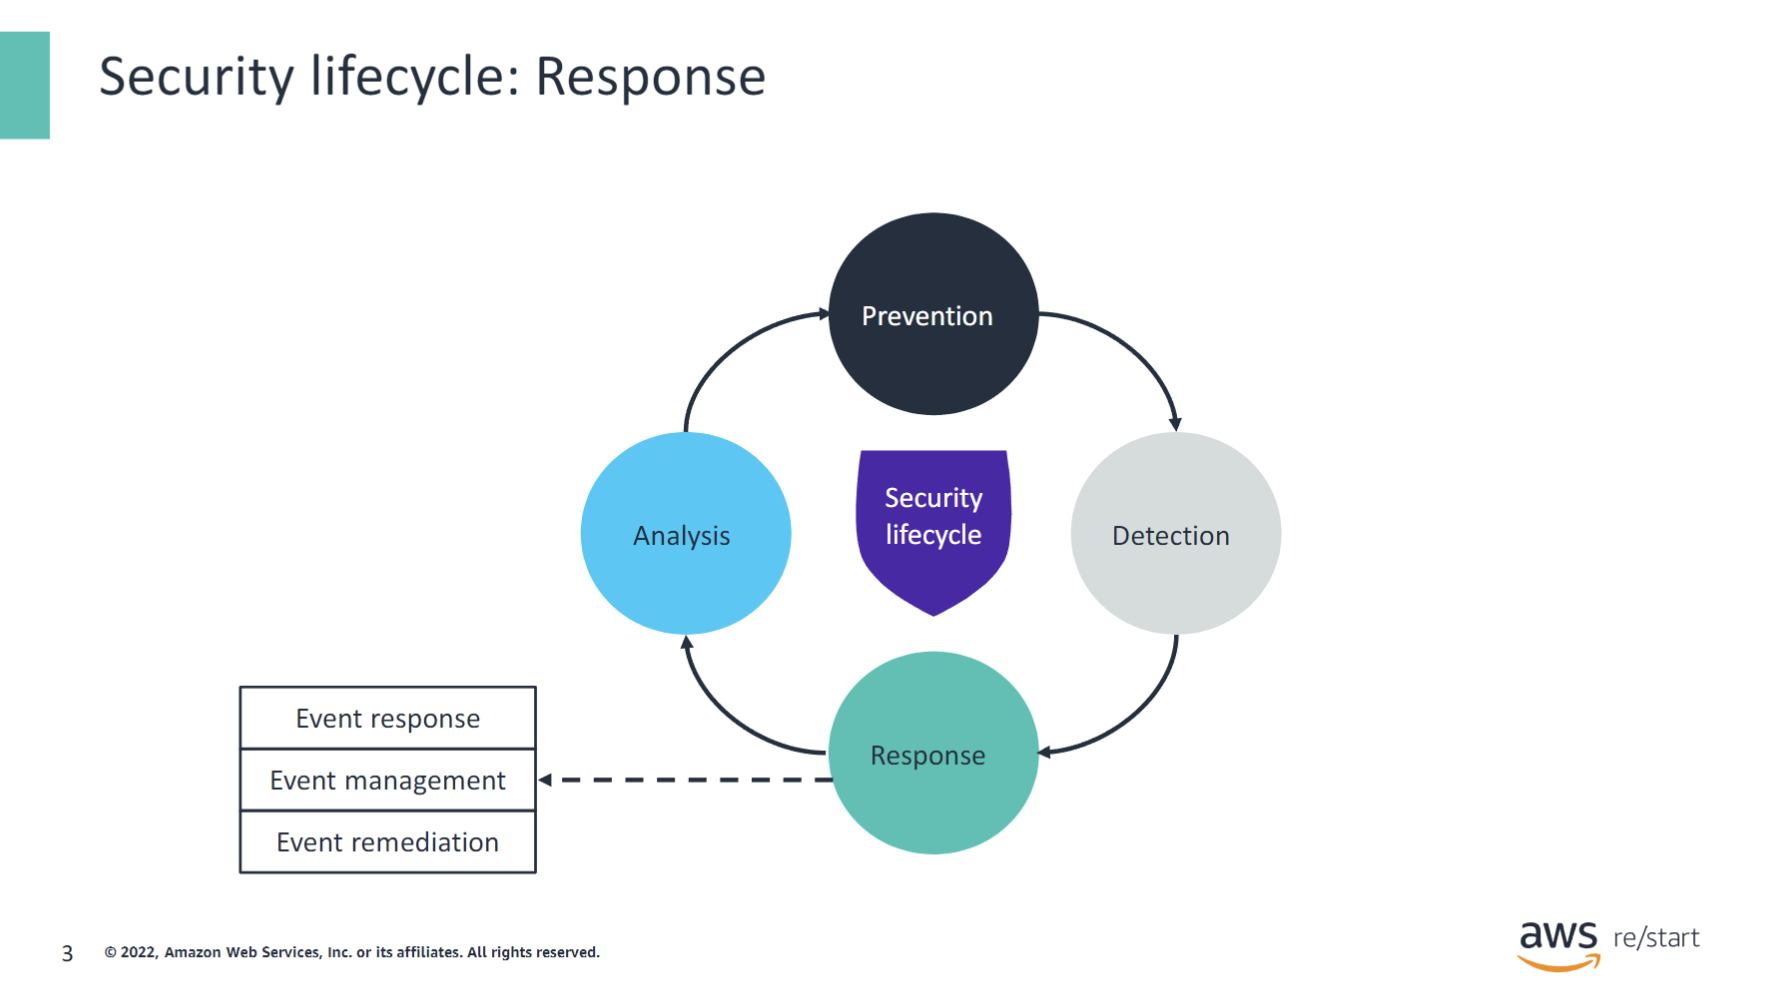 Security lifecycle: Response
Prevention
Security
lifecycle
Analysis
Detection
Response
Event response
Event management
Event remediation
3
© 2022, Amazon Web Services, Inc. or its affiliates. All rights reserved.
aws re/start